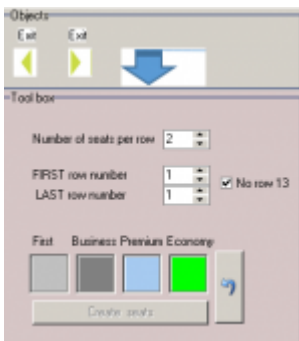 Objects
Exit Exit
Tool box
Number of seats per row 2
FIRST row number 1
No row 13
LAST row number 1
First Business Premium Economy
Create seats